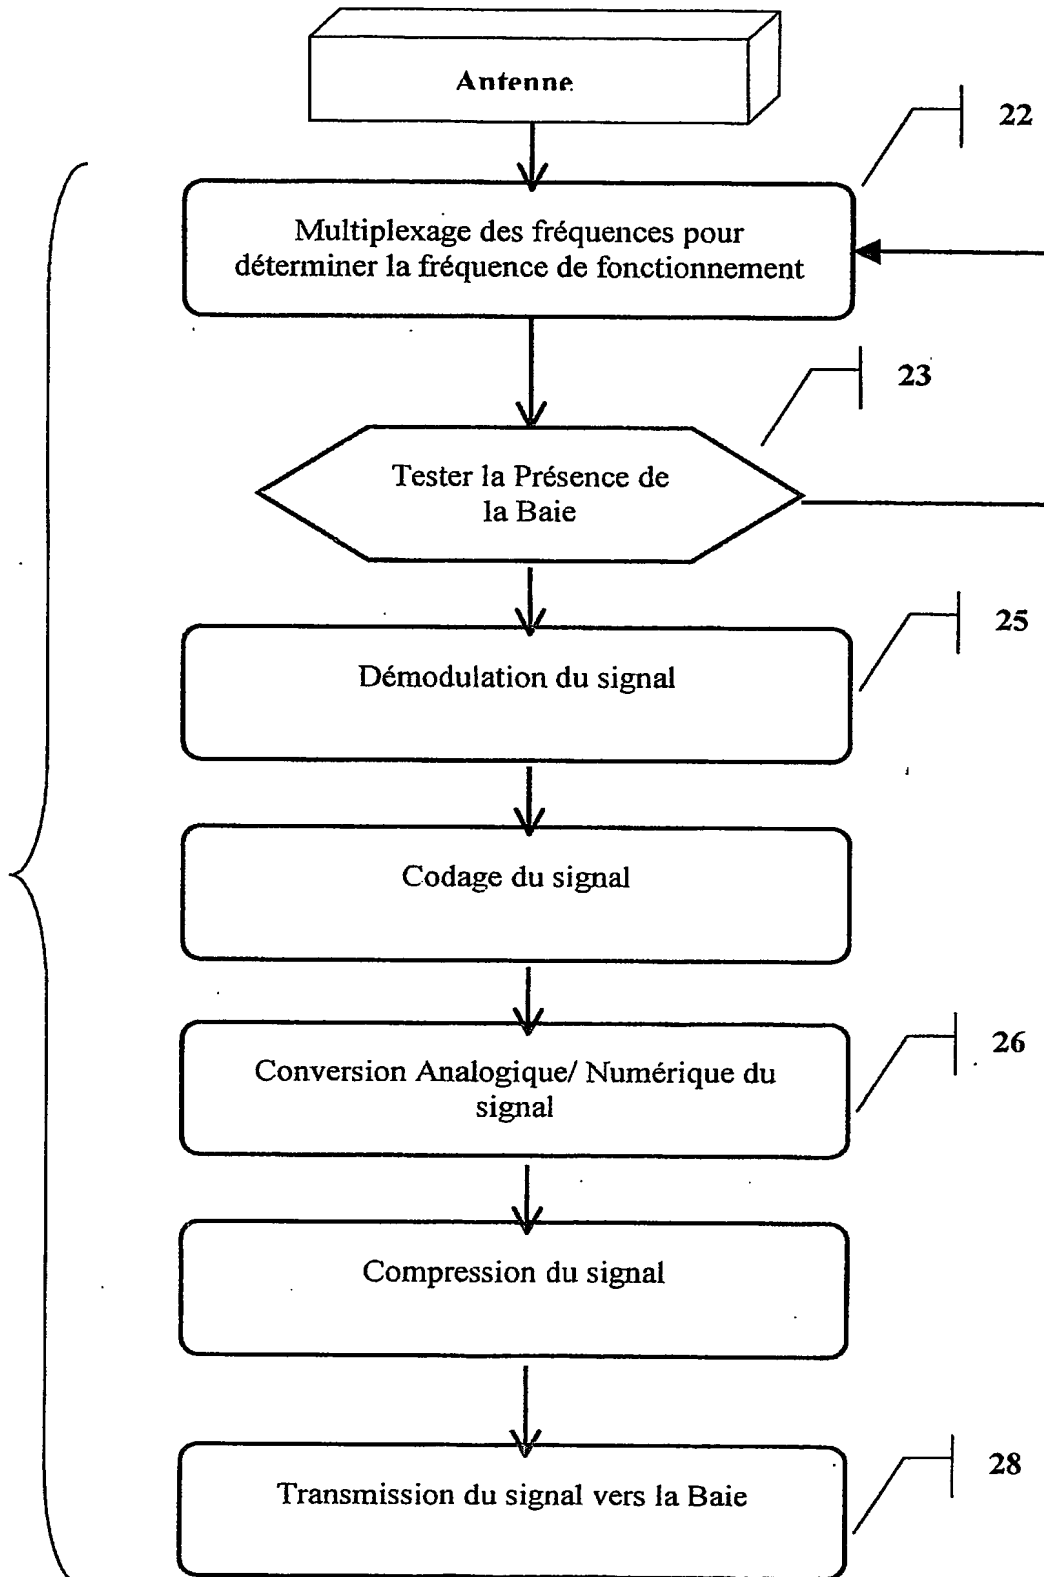 Antenne.
22
Multiplexage des fréquences pour
déterminer la fréquence de fonctionnement
23
Tester la Présence de
la Baie
25
Démodulation du signal
Codage du signal
26
Conversion Analogique/ Numérique du
signal
Compression du signal
28
Transmission du signal vers la Baie